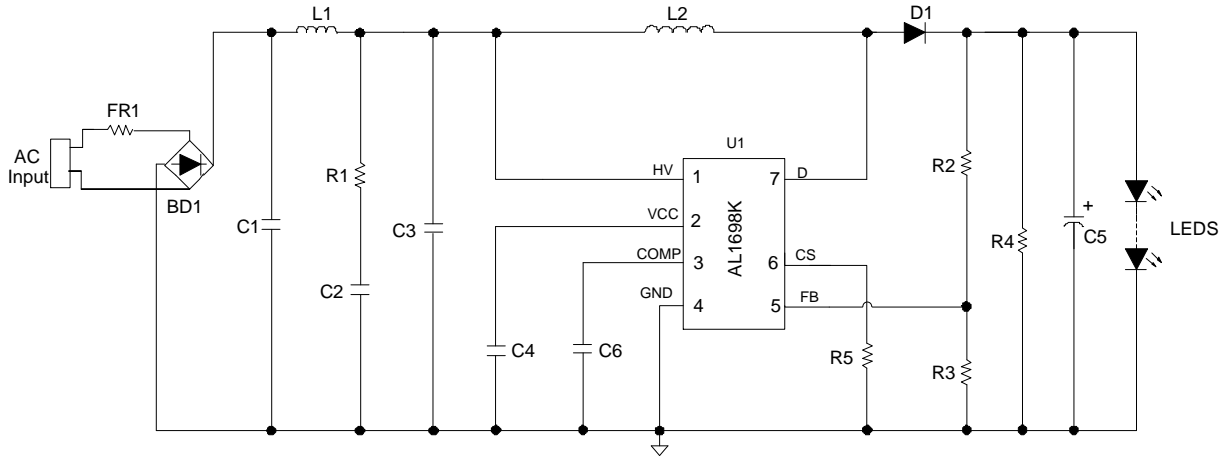 L1
L2
D1
FR1
AC
Input
BD1
U1
HV
1
7
D
R1
R2
VCC
2
C1
C3
AL1698K
R4
+
C5
LEDS
COMP
3
6
CS
C2
GND
4
5
FB
C4
C6
R5
R3